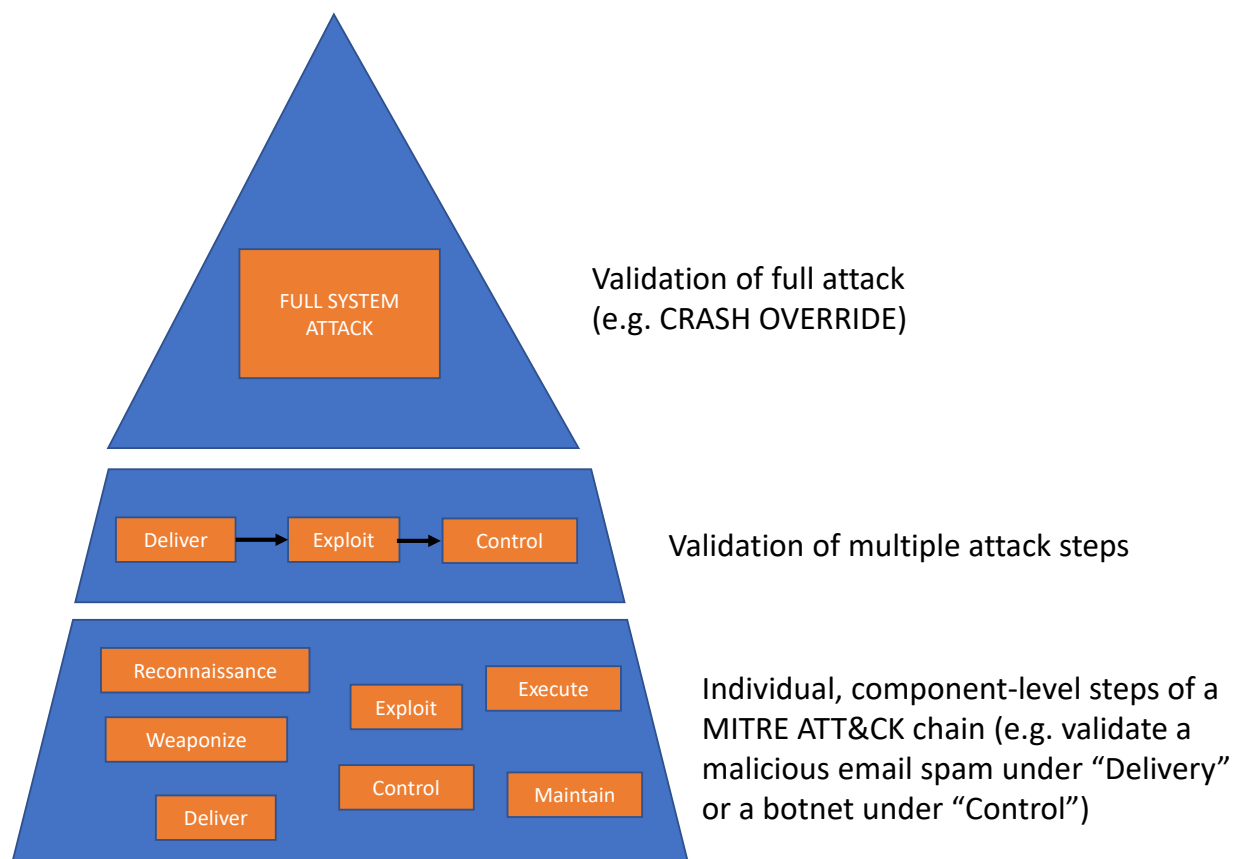 FULL SYSTEM
ATTACK
Validation of full attack
(e.g. CRASH OVERRIDE)
Deliver
Exploit
Control
Validation of multiple attack steps
Reconnaissance
Exploit
Execute
Weaponize
Control
Maintain
Deliver
Individual, component-level steps of a
MITRE ATT&CK chain (e.g. validate a
malicious email spam under “Delivery”
or a botnet under “Control”)